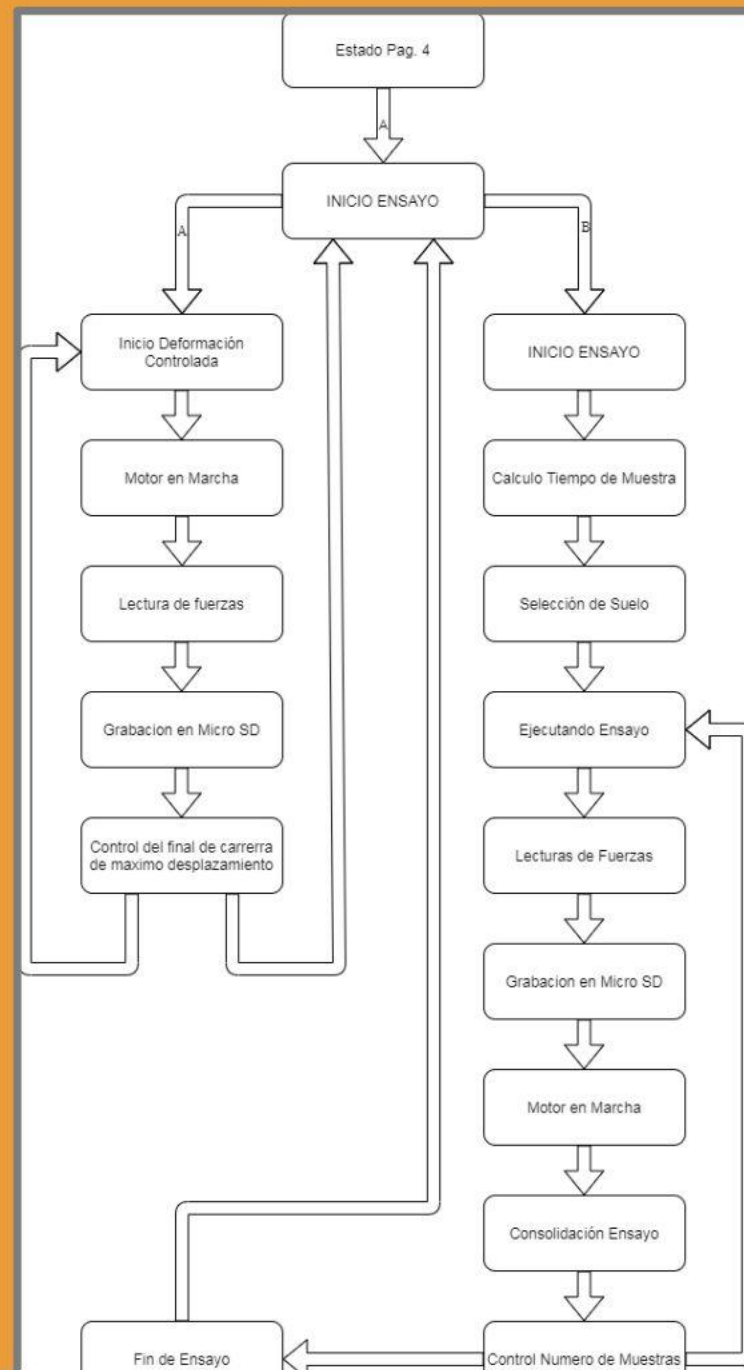 Estado Pag. 4
A
INICIO ENSAYO
A
B
Inicio Deformación
Controlada
Motor en Marcha
Lectura de fuerzas
Grabacion en Micro SD
Control del final de carrerra
de maximo desplazamiento
INICIO ENSAYO
Calculo Tiempo de Muestra
Selección de Suelo
Ejecutando Ensayo
Lecturas de Fuerzas
Grabacion en Micro SD
Motor en Marcha
Consolidación Ensayo
Control Numero de Muestras
Fin de Ensayo